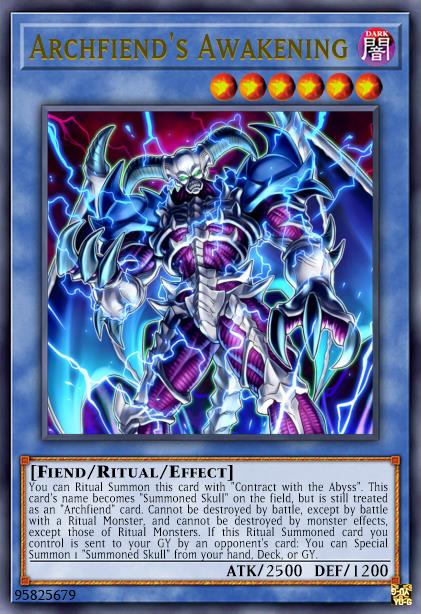 Archfiend's Awakening
DARK
闇
[Fiend/Ritual/Effect]
You can Ritual Summon this card with "Contract with the Abyss". This
card's name becomes "Summoned Skull" on the field, but is still treated
as an "Archfiend" card. Cannot be destroyed by battle, except by battle
with a Ritual Monster, and cannot be destroyed by monster effects,
except those of Ritual Monsters. If this Ritual Summoned card you
control is sent to your GY by an opponent's card: You can Special
Summon 1 "Summoned Skull" from your hand, Deck, or GY.
ATK/2500 DEF/1200
95825679